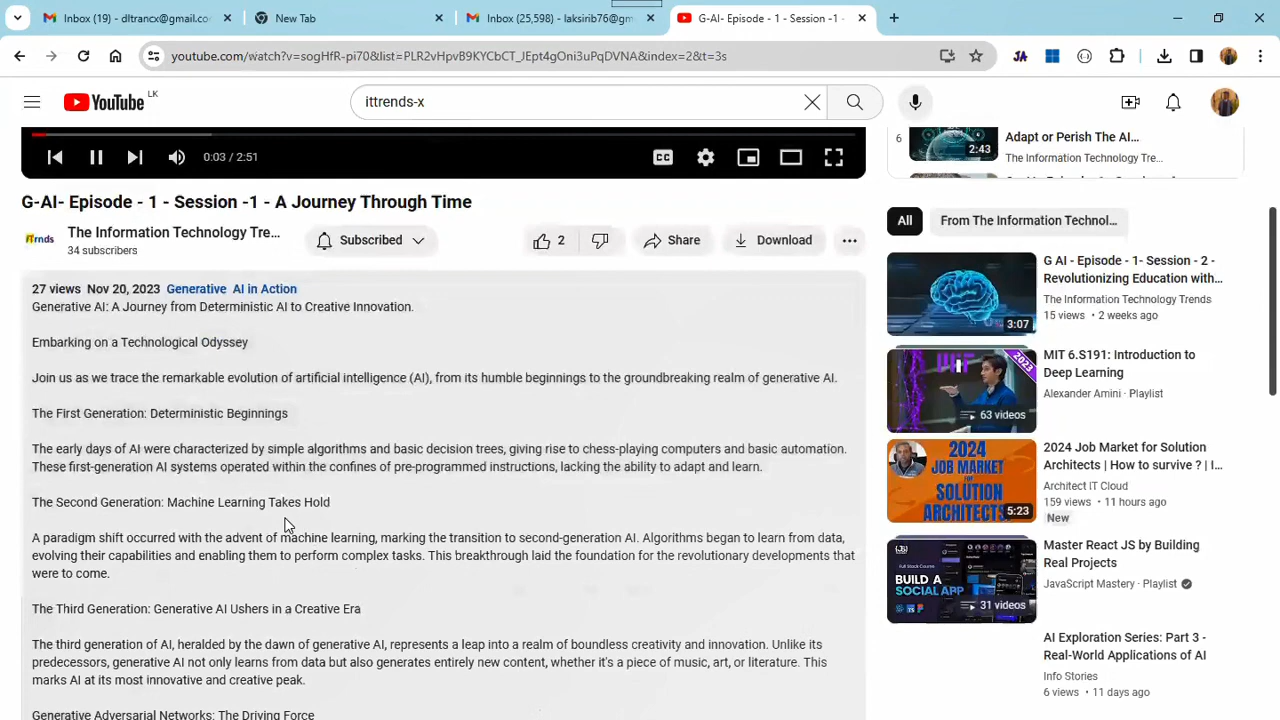 Inbox (19) - dltrancx@gmail.co
New Tab
Inbox (25,598) - laksirib76@gm
G-AI- Episode - 1 - Session -1 -
youtube.com/watch?v=sogHfR-pi70&list=PLR2vHpvB9KYCbCT_JEpt4gOni3uPqDVNA&index=2&t=3s
YouTube LK
ittrends-x
0:03 / 2:51
CC
G-AI- Episode - 1 - Session -1 - A Journey Through Time
ITrnds
The Information Technology Tre...
34 subscribers
Subscribed
2
Share
Download
27 views Nov 20, 2023 Generative AI in Action
Generative AI: A Journey from Deterministic AI to Creative Innovation.
Embarking on a Technological Odyssey
Join us as we trace the remarkable evolution of artificial intelligence (AI), from its humble beginnings to the groundbreaking realm of generative AI.
The First Generation: Deterministic Beginnings
The early days of AI were characterized by simple algorithms and basic decision trees, giving rise to chess-playing computers and basic automation.
These first-generation AI systems operated within the confines of pre-programmed instructions, lacking the ability to adapt and learn.
The Second Generation: Machine Learning Takes Hold
A paradigm shift occurred with the advent of machine learning, marking the transition to second-generation AI. Algorithms began to learn from data,
evolving their capabilities and enabling them to perform complex tasks. This breakthrough laid the foundation for the revolutionary developments that
were to come.
The Third Generation: Generative AI Ushers in a Creative Era
The third generation of AI, heralded by the dawn of generative AI, represents a leap into a realm of boundless creativity and innovation. Unlike its
predecessors, generative AI not only learns from data but also generates entirely new content, whether it's a piece of music, art, or literature. This
marks AI at its most innovative and creative peak.
Generative Adversarial Networks: The Driving Force
6
2:43
Adapt or Perish The AI...
The Information Technology Tre...
All
From The Information Technol...
3:07
G AI - Episode - 1- Session - 2 -
Revolutionizing Education with...
The Information Technology Trends
15 views • 2 weeks ago
2023
63 videos
MIT 6.S191: Introduction to
Deep Learning
Alexander Amini · Playlist
2024
JOB MARKET
FOR
SOLUTION
ARCHITECTS
5:23
2024 Job Market for Solution
Architects | How to survive ? | I...
Architect IT Cloud
159 views • 11 hours ago
New
Full Stack Course
BUILD A
SOCIAL APP
31 videos
Master React JS by Building
Real Projects
JavaScript Mastery · Playlist
AI Exploration Series: Part 3 -
Real-World Applications of AI
Info Stories
6 views • 11 days ago